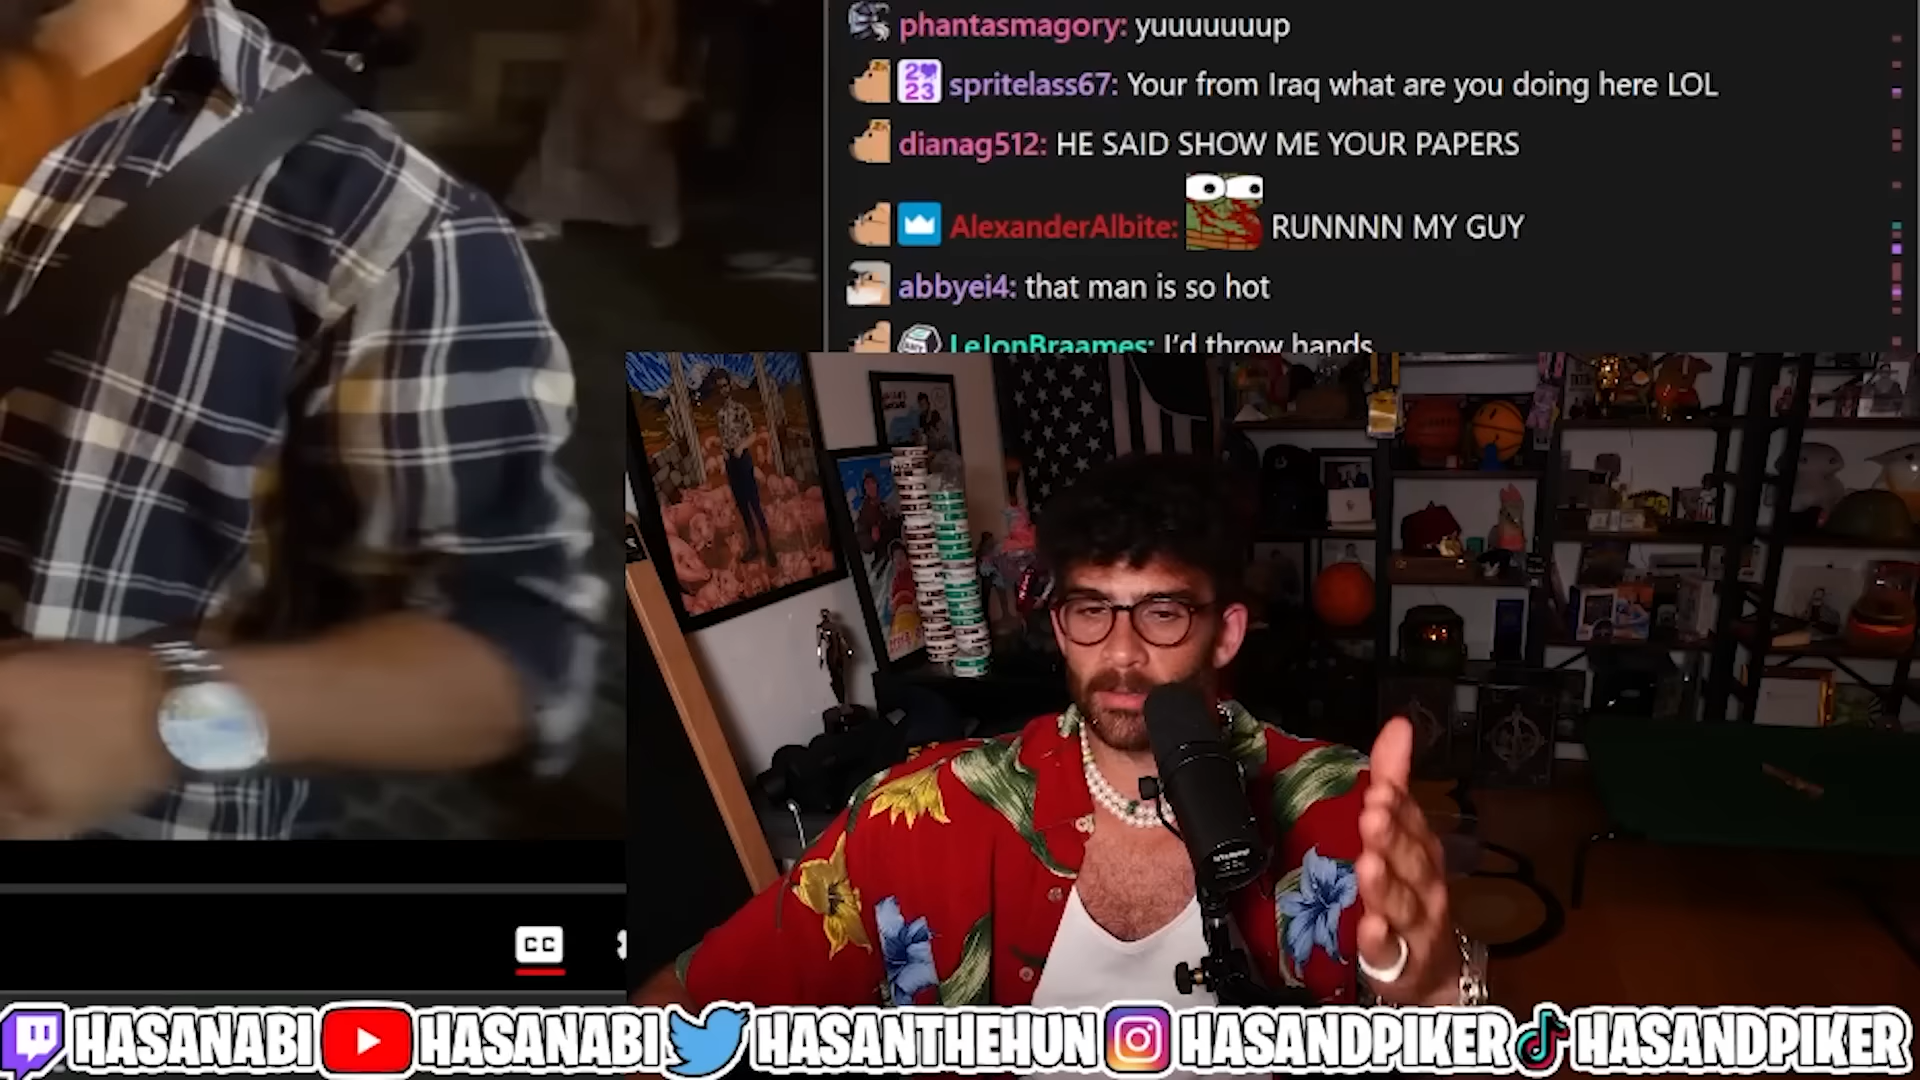 phantasmagory: yuuuuuuup
2023 spritelass67: Your from Iraq what are you doing here LOL
dianag512: HE SAID SHOW ME YOUR PAPERS
AlexanderAlbite: RUNNNN MY GUY
abbyei4: that man is so hot
LeJonBraames: I'd throw hands
CC
HASANABI HASANABI HASANTHEHUN HASANDPIKER HASANDPIKER